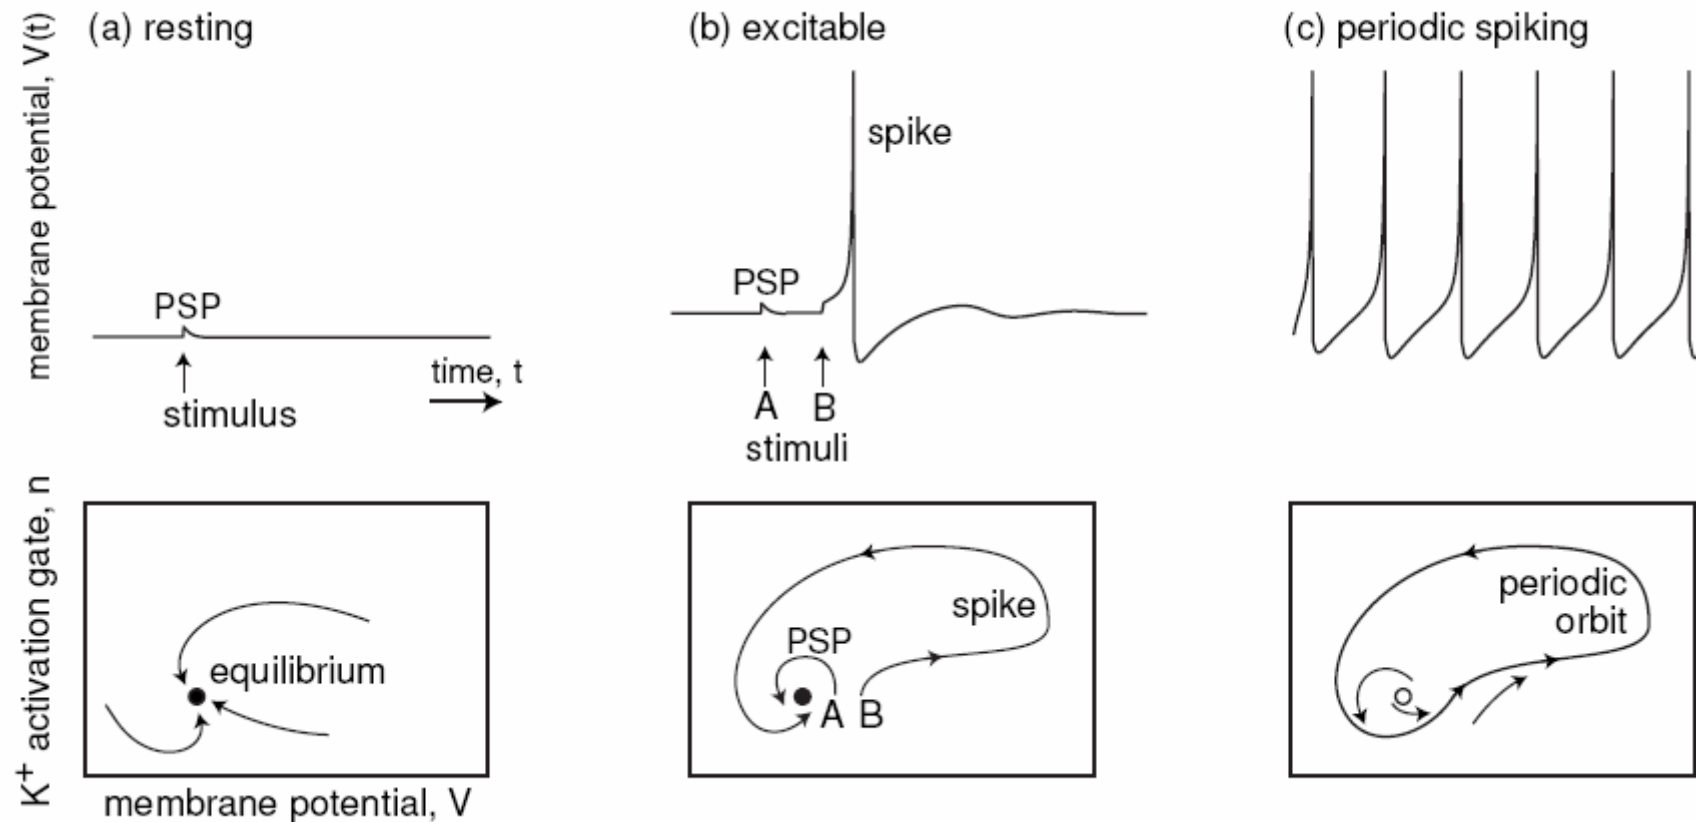 membrane potential, V(t)
(a) resting
PSP
stimulus
time, t
(b) excitable
spike
PSP
A
B
stimuli
(c) periodic spiking
K+ activation gate, n
equilibrium
membrane potential, V
spike
PSP
A
B
periodic
orbit